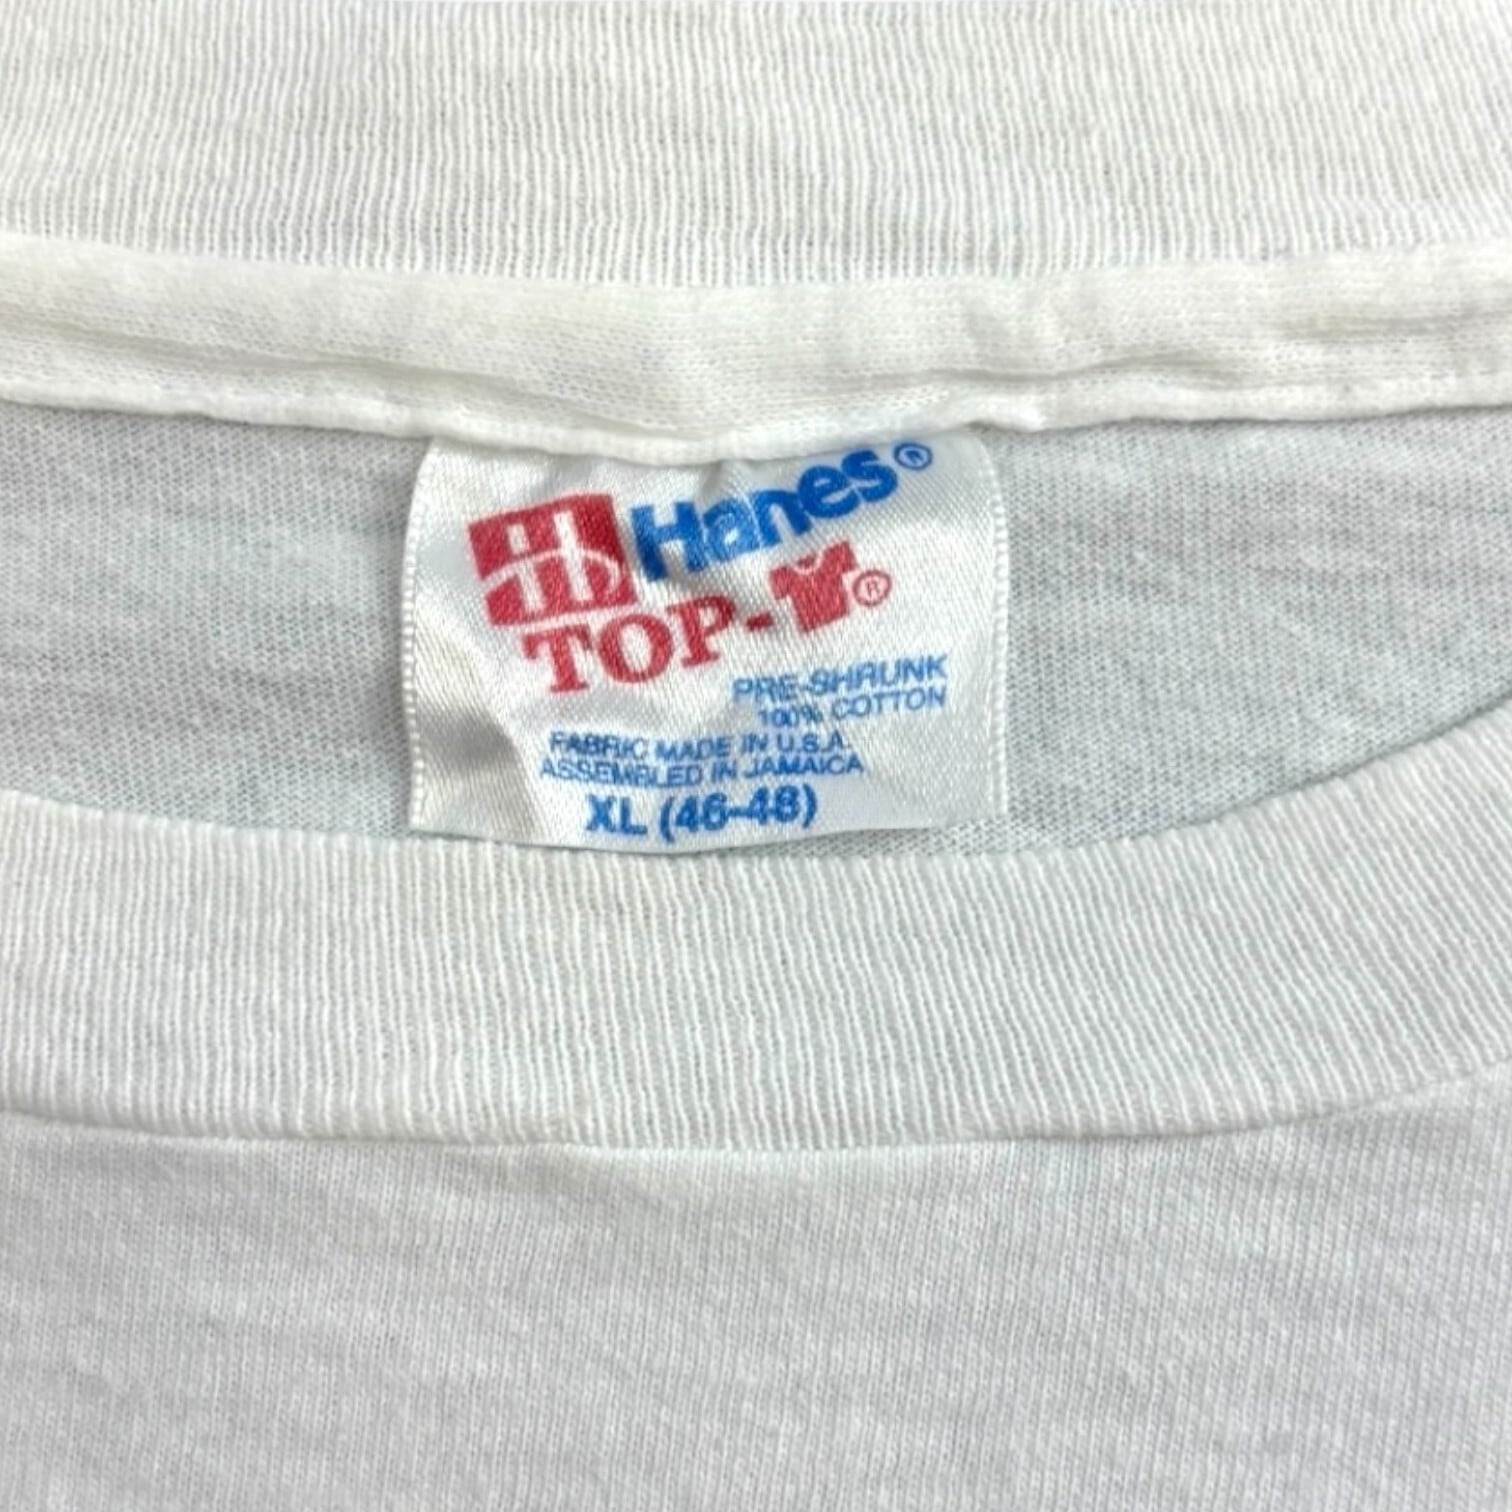 Hanes®
TOP-®
PRE-SHRUNK
100% COTTON
FABRIC MADE IN U.S.A.
ASSEMBLED IN JAMAICA
XL (46-48)